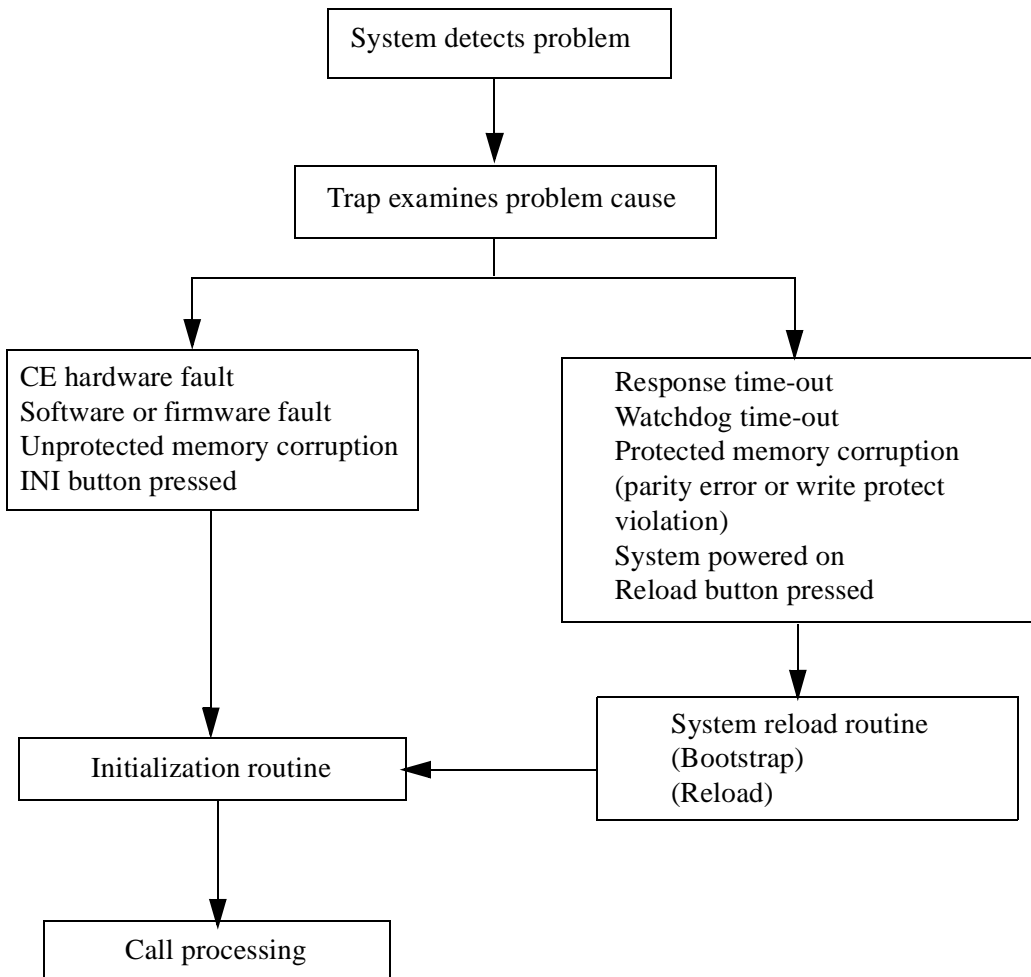 System detects problem
Trap examines problem cause
CE hardware fault
Software or firmware fault
Unprotected memory corruption
INI button pressed
Response time-out
Watchdog time-out
Protected memory corruption
(parity error or write protect
violation)
System powered on
Reload button pressed
System reload routine
(Bootstrap)
(Reload)
Initialization routine
Call processing